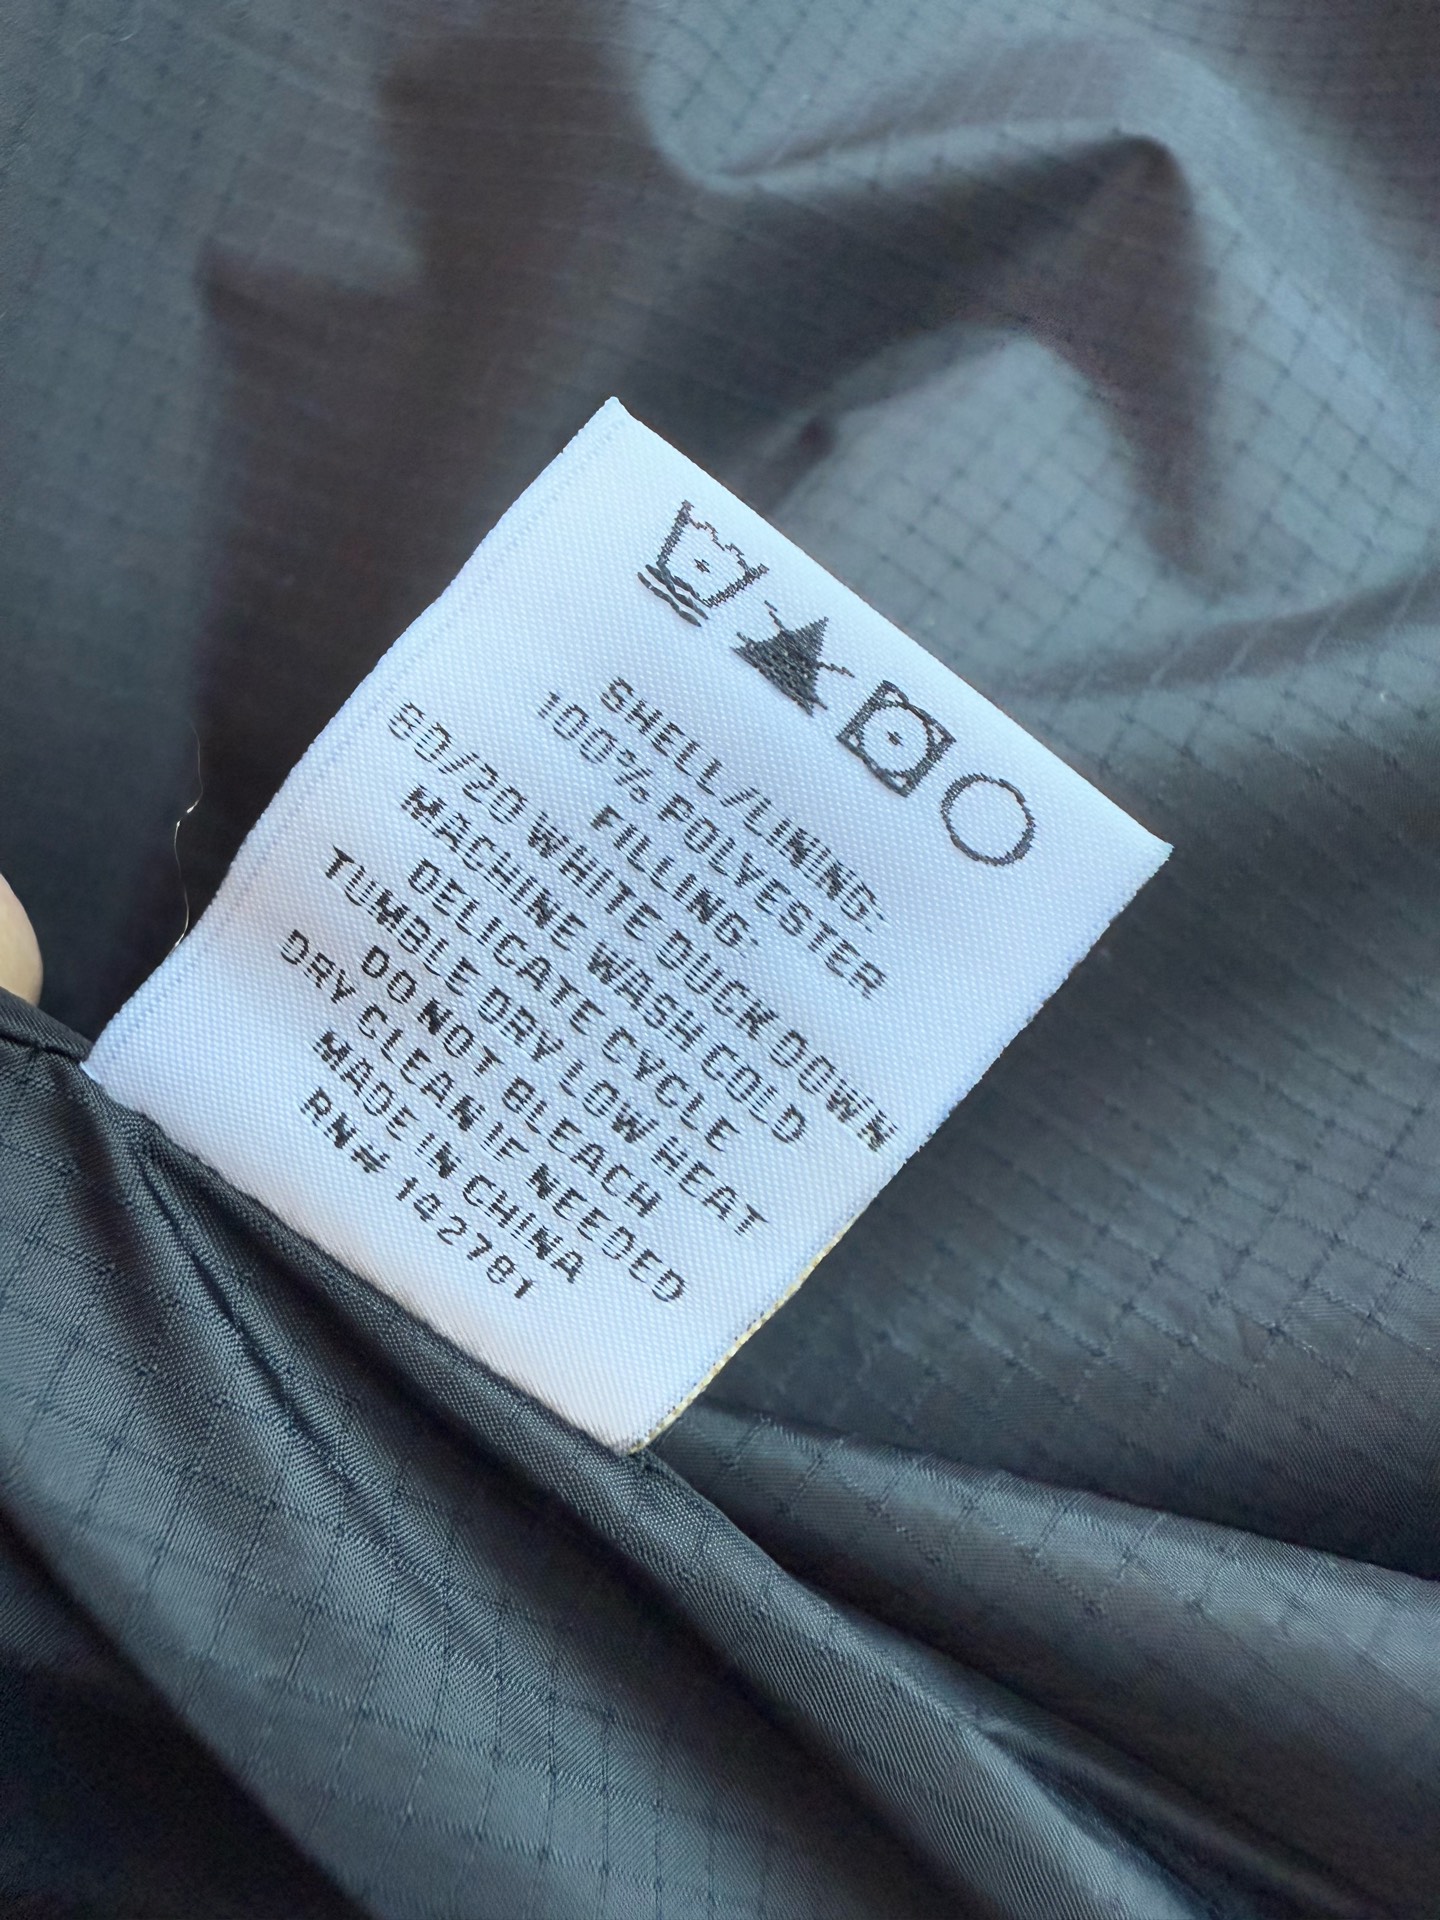 SHELL/LINING:
100% POLYESTER
FILLING:
80/20 WHITE DUCK DOWN
MACHINE WASH COLD
DELICATE CYCLE
TUMBLE DRY LOW HEAT
DO NOT BLEACH
DRY CLEAN IF NEEDED
MADE IN CHINA
RN# 142781